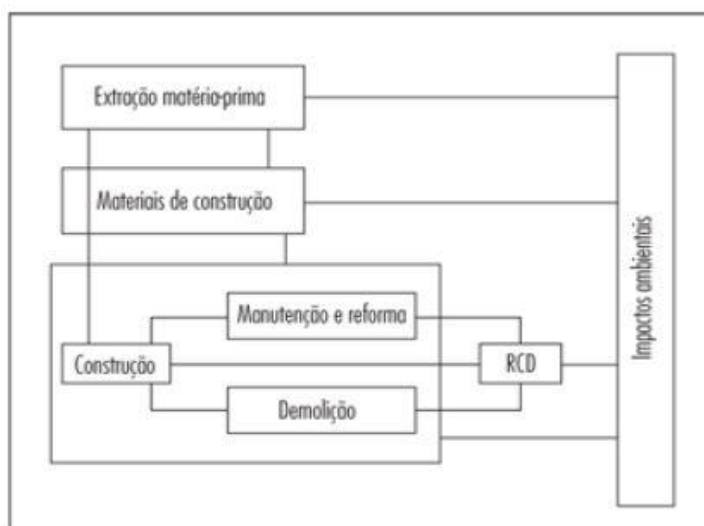 Extração matéria-prima
Materiais de construção
Manutenção e reforma
Construção
RCD
Demolição
Impactos ambientais